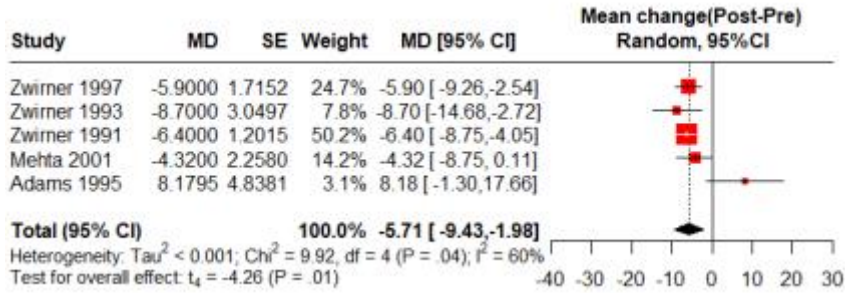 Mean change(Post-Pre)
Study MD SE Weight MD [95% CI] Random, 95%CI
Zwirner 1997 -5.9000 1.7152 24.7% -5.90 [ -9.26,-2.54]
Zwirner 1993 -8.7000 3.0497 7.8% -8.70 [-14.68,-2.72]
Zwirner 1991 -6.4000 1.2015 50.2% -6.40 [ -8.75,-4.05]
Mehta 2001 -4.3200 2.2580 14.2% -4.32 [ -8.75, 0.11]
Adams 1995 8.1795 4.8381 3.1% 8.18 [ -1.30,17.66]
Total (95% CI) 100.0% -5.71 [ -9.43,-1.98]
Heterogeneity: Tau² < 0.001; Chi² = 9.92, df = 4 (P = .04); I² = 60%
Test for overall effect: t₄ = -4.26 (P = .01)
-40 -30 -20 -10 0 10 20 30